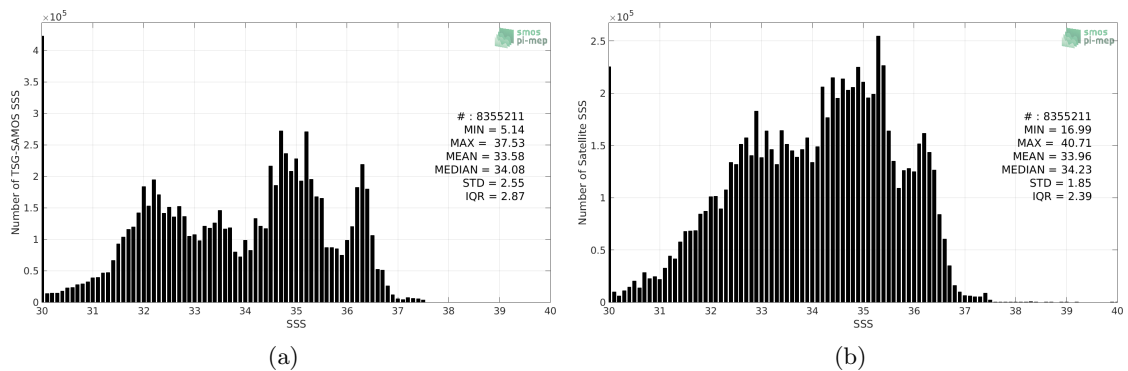 ×10^5
smos
pi-mep
4
3.5
3
2.5
2
1.5
1
0.5
0
Number of TSG-SAMOS SSS
# : 8355211
MIN = 5.14
MAX = 37.53
MEAN = 33.58
MEDIAN = 34.08
STD = 2.55
IQR = 2.87
30 31 32 33 34 35 36 37 38 39 40
SSS
(a)
×10^5
smos
pi-mep
2.5
2
1.5
1
0.5
0
Number of Satellite SSS
# : 8355211
MIN = 16.99
MAX = 40.71
MEAN = 33.96
MEDIAN = 34.23
STD = 1.85
IQR = 2.39
30 31 32 33 34 35 36 37 38 39 40
SSS
(b)